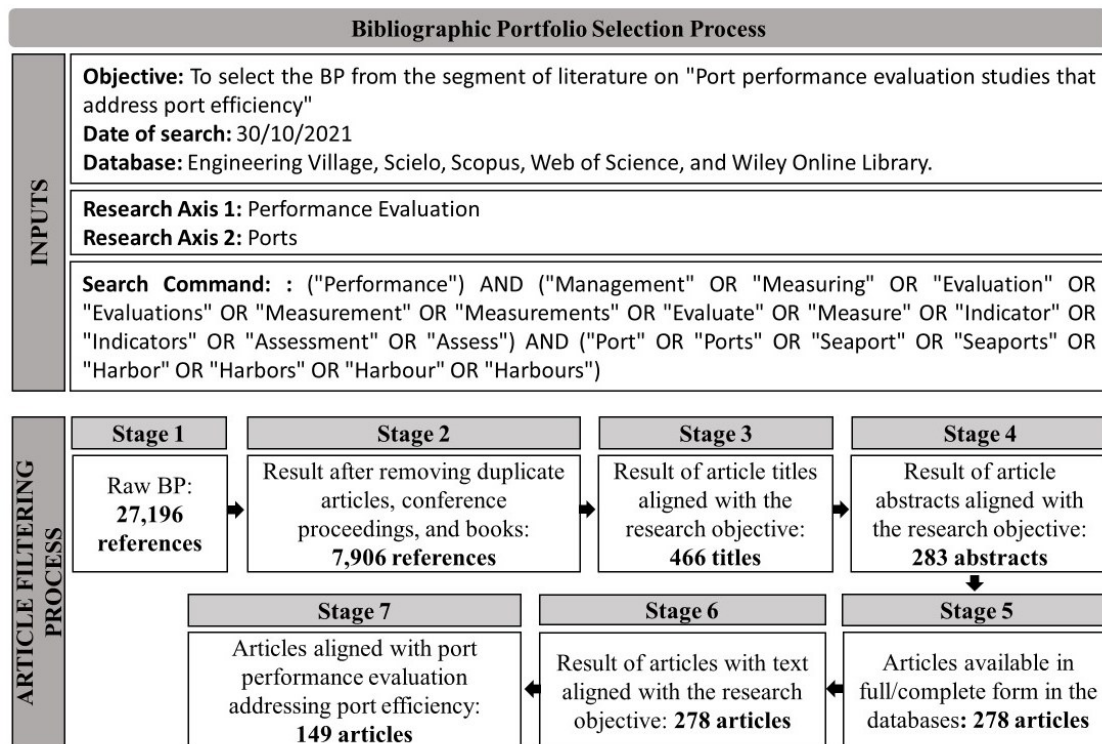 Bibliographic Portfolio Selection Process
INPUTS
Objective: To select the BP from the segment of literature on "Port performance evaluation studies that
address port efficiency"
Date of search: 30/10/2021
Database: Engineering Village, Scielo, Scopus, Web of Science, and Wiley Online Library.
Research Axis 1: Performance Evaluation
Research Axis 2: Ports
Search Command: : ("Performance") AND ("Management" OR "Measuring" OR "Evaluation" OR
"Evaluations" OR "Measurement" OR "Measurements" OR "Evaluate" OR "Measure" OR "Indicator" OR
"Indicators" OR "Assessment" OR "Assess") AND ("Port" OR "Ports" OR "Seaport" OR "Seaports" OR
"Harbor" OR "Harbors" OR "Harbour" OR "Harbours")
ARTICLE FILTERING
PROCESS
Stage 1
Raw BP:
27,196
references
Stage 2
Result after removing duplicate
articles, conference
proceedings, and books:
7,906 references
Stage 3
Result of article titles
aligned with the
research objective:
466 titles
Stage 4
Result of article
abstracts aligned with
the research objective:
283 abstracts
Stage 5
Articles available in
full/complete form in the
databases: 278 articles
Stage 6
Result of articles with text
aligned with the research
objective: 278 articles
Stage 7
Articles aligned with port
performance evaluation
addressing port efficiency:
149 articles